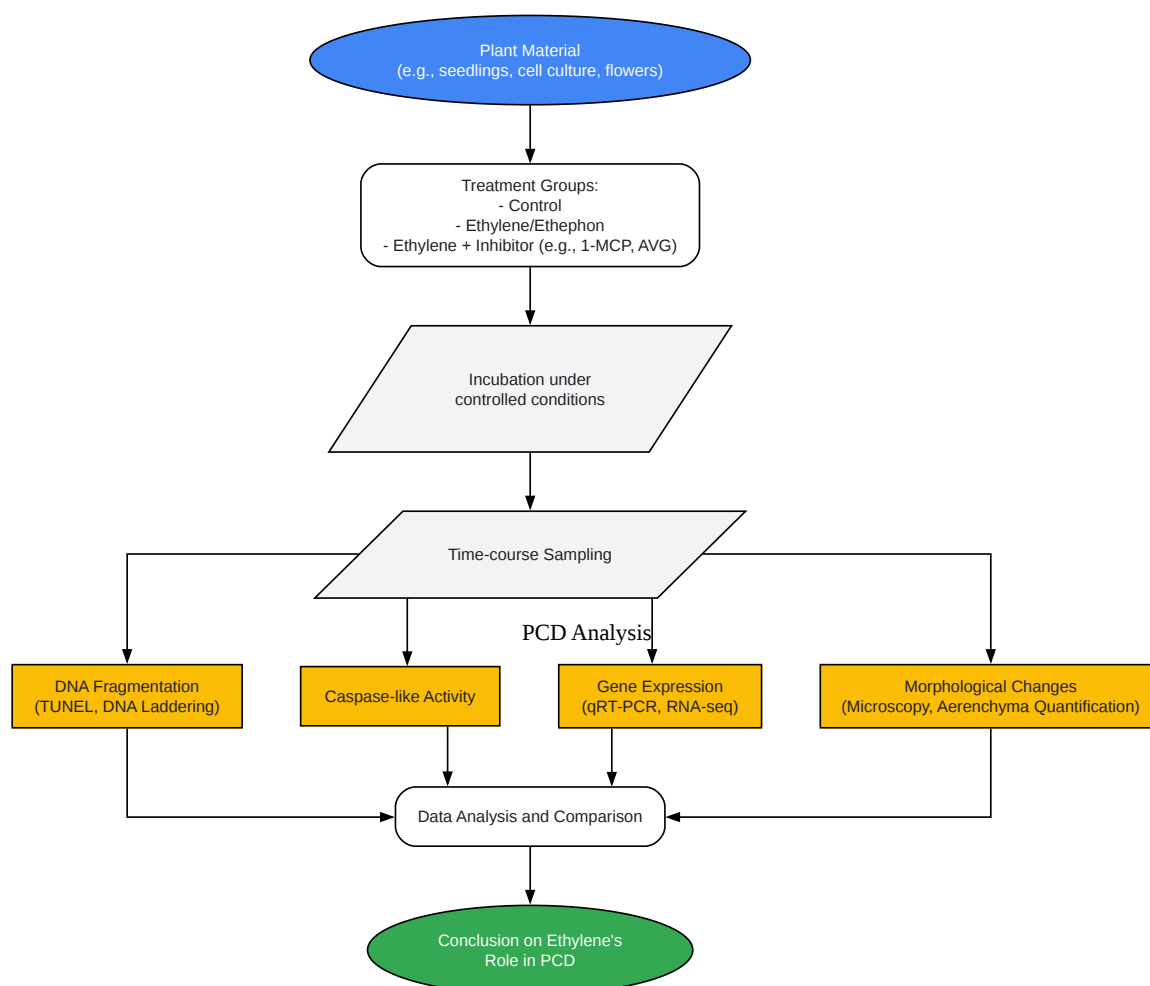 Plant Material
(e.g., seedlings, cell culture, flowers)
Treatment Groups:
- Control
- Ethylene/Ethephon
- Ethylene + Inhibitor (e.g., 1-MCP, AVG)
Incubation under
controlled conditions
Time-course Sampling
PCD Analysis
DNA Fragmentation
(TUNEL, DNA Laddering)
Caspase-like Activity
Gene Expression
(qRT-PCR, RNA-seq)
Morphological Changes
(Microscopy, Aerenchyma Quantification)
Data Analysis and Comparison
Conclusion on Ethylene's
Role in PCD